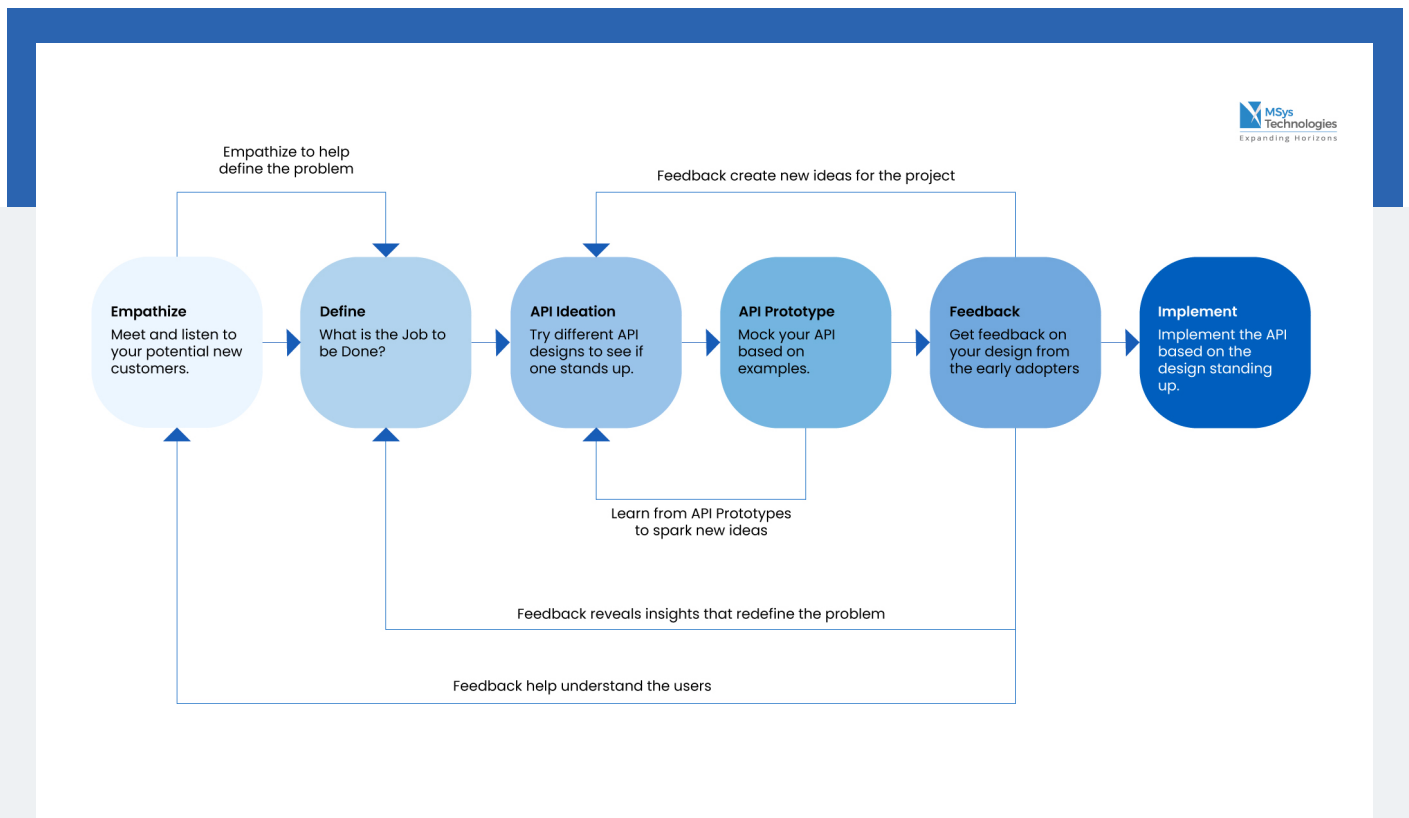 MSys
Technologies
Expanding Horizons
Empathize to help
define the problem
Feedback create new ideas for the project
Empathize
Meet and listen to
your potential new
customers.
Define
What is the Job to
be Done?
API Ideation
Try different API
designs to see if
one stands up.
API Prototype
Mock your API
based on
examples.
Feedback
Get feedback on
your design from
the early adopters
Implement
Implement the API
based on the
design standing
up.
Learn from API Prototypes
to spark new ideas
Feedback reveals insights that redefine the problem
Feedback help understand the users